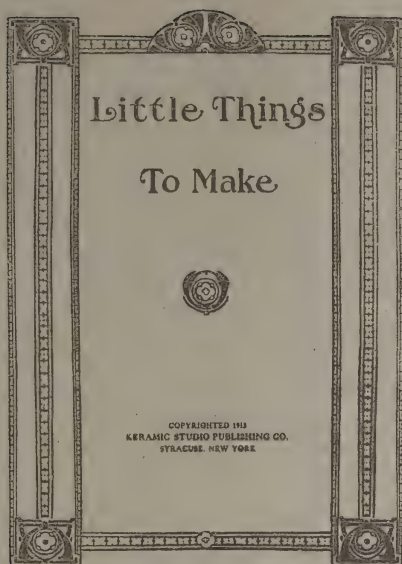 Little Things
To Make
COPYRIGHTED 1913
KERAMIC STUDIO PUBLISHING CO.
SYRACUSE, NEW YORK